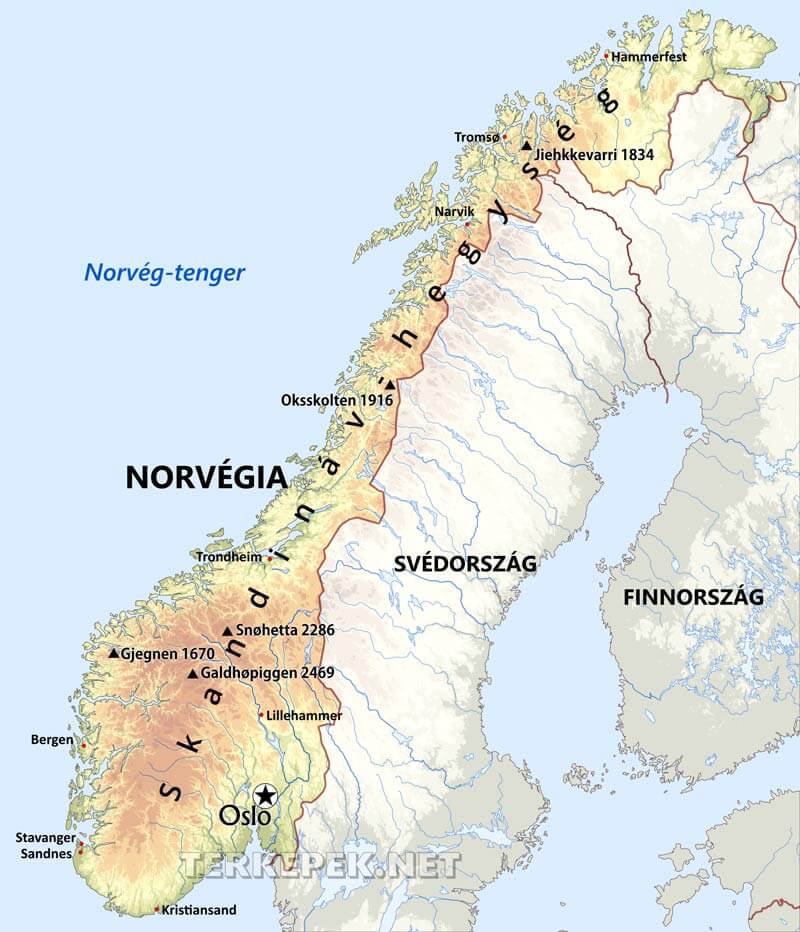 Hammerfest
Tromsø
Jiehkkevarri 1834
Narvik
Norvég-tenger
Oksskolten 1916
NORVÉGIA
Skandináv-hegység
Trondheim
SVÉDORSZÁG
FINNORSZÁG
Snøhetta 2286
Gjegnen 1670
Galdhøpiggen 2469
Lillehammer
Bergen
Oslo
Stavanger
Sandnes
TERKEPEK.NET
Kristiansand